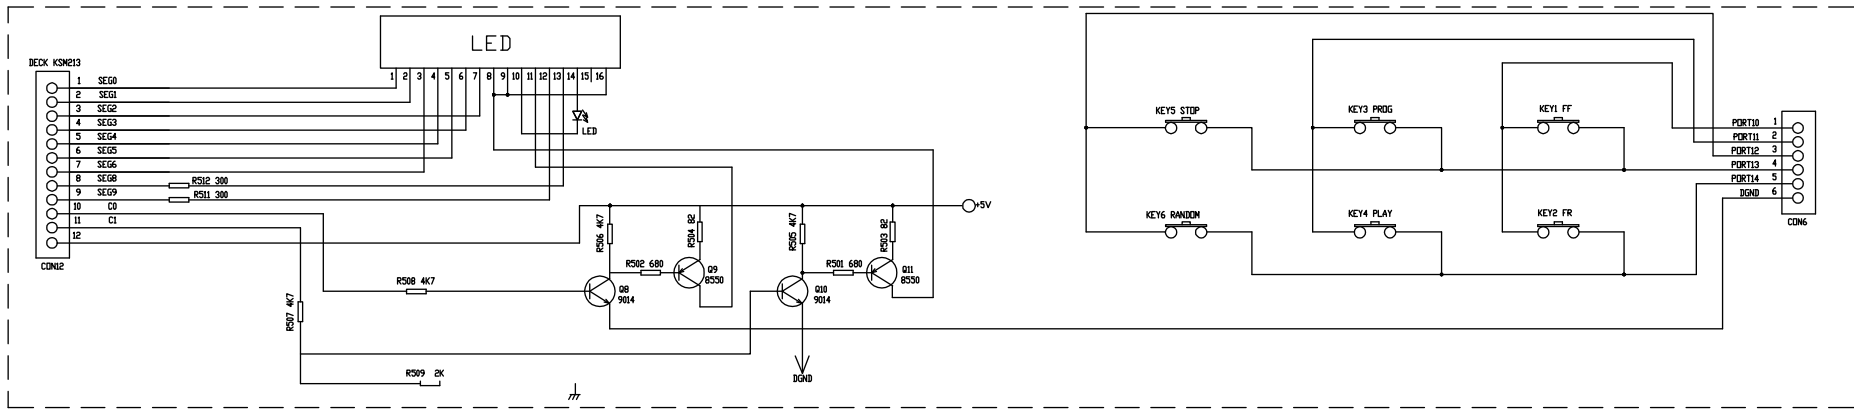 LED
1 2 3 4 5 6 7 8 9 10 11 12 13 14 15 16
LED
DECK KSM213
1 SEG0
2 SEG1
3 SEG2
4 SEG3
5 SEG4
6 SEG5
7 SEG6
8 SEG8
9 SEG9
10 C0
11 C1
12
CON12
R512 300
R511 300
R508 4K7
R507 4K7
R509 2K
R506 4K7
R504 82
R502 680
Q9
8550
Q8
9014
R505 4K7
R503 82
R501 680
Q11
8550
Q10
9014
+5V
DGND
KEY5 STOP
KEY3 PROG
KEY1 FF
KEY6 RANDOM
KEY4 PLAY
KEY2 FR
PORT10 1
PORT11 2
PORT12 3
PORT13 4
PORT14 5
DGND 6
CON6